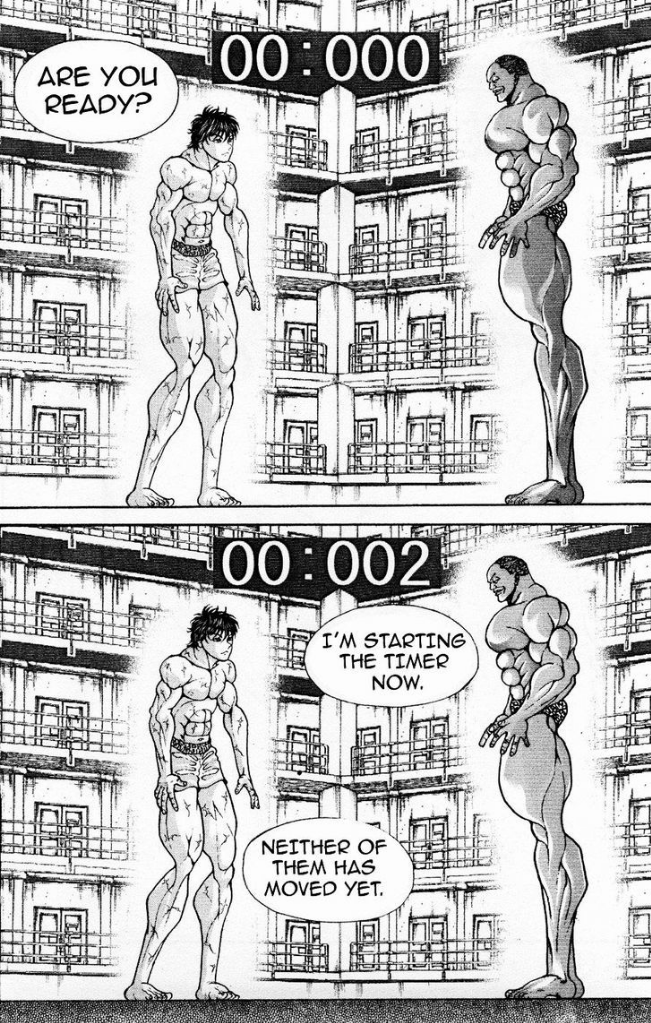 00:000
ARE YOU
READY?
00:002
I'M STARTING
THE TIMER
NOW.
NEITHER OF
THEM HAS
MOVED YET.